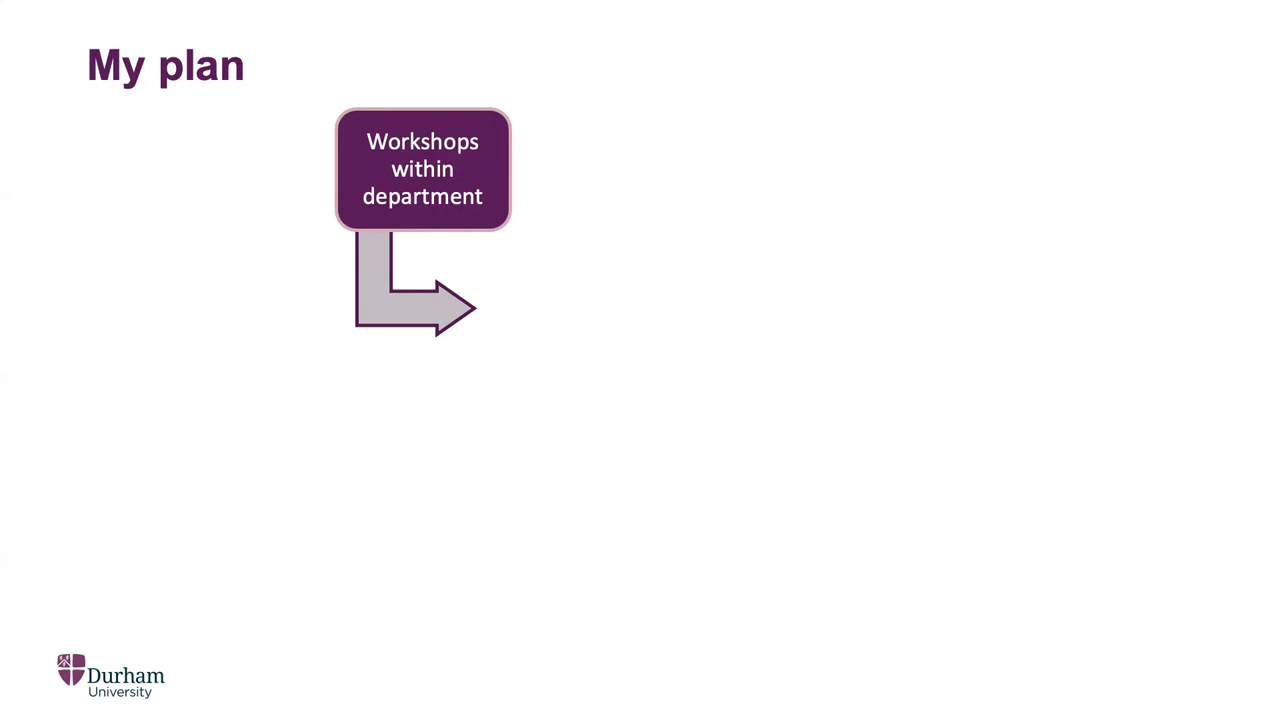 My plan
Workshops
within
department
Durham
University